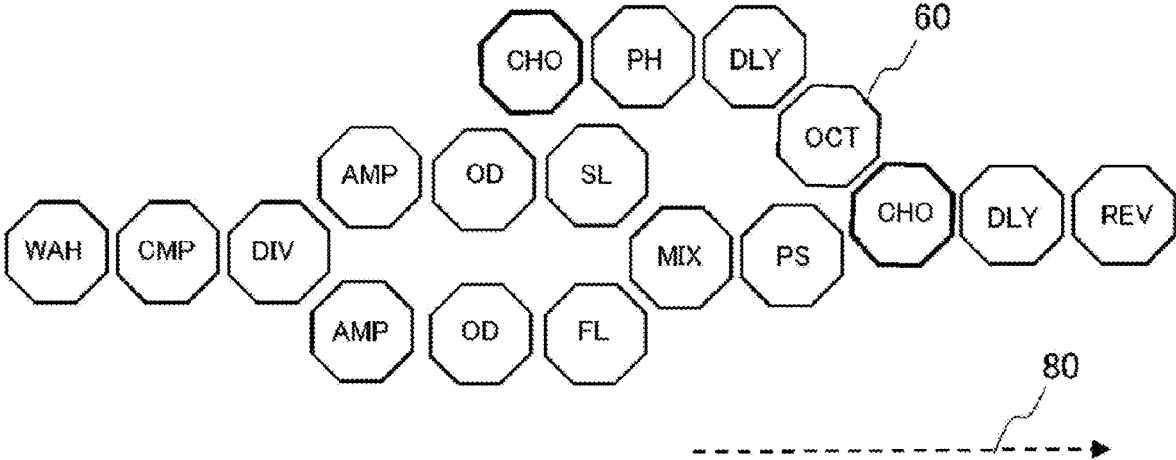 60
CHO PH DLY
OCT
AMP OD SL
CHO DLY REV
WAH CMP DIV MIX PS
AMP OD FL
80